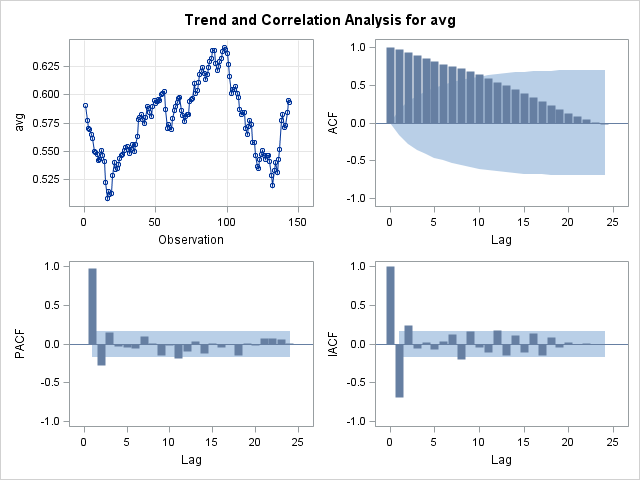 Trend and Correlation Analysis for avg
avg
0.625
0.600
0.575
0.550
0.525
0 50 100 150
Observation
ACF
1.0
0.5
0.0
-0.5
-1.0
0 5 10 15 20 25
Lag
PACF
1.0
0.5
0.0
-0.5
-1.0
0 5 10 15 20 25
Lag
IACF
1.0
0.5
0.0
-0.5
-1.0
0 5 10 15 20 25
Lag